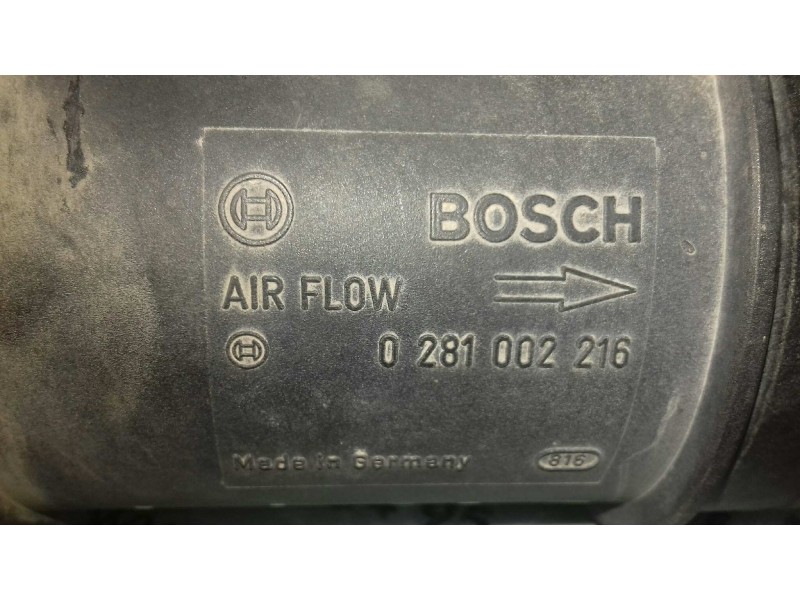 BOSCH
AIR FLOW
0 281 002 216
Made in Germany 816